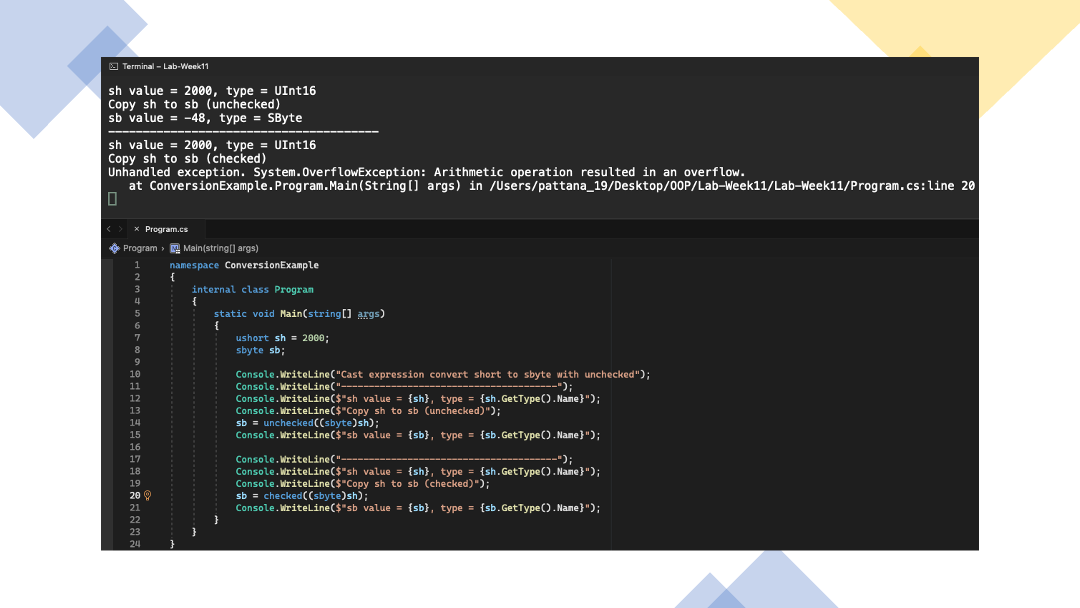 Terminal – Lab-Week11
sh value = 2000, type = UInt16
Copy sh to sb (unchecked)
sb value = -48, type = SByte
---------------------------------------
sh value = 2000, type = UInt16
Copy sh to sb (checked)
Unhandled exception. System.OverflowException: Arithmetic operation resulted in an overflow.
   at ConversionExample.Program.Main(String[] args) in /Users/pattana_19/Desktop/OOP/Lab-Week11/Lab-Week11/Program.cs:line 20
< > × Program.cs
Program › Main(string[] args)
1 namespace ConversionExample
2 {
3     internal class Program
4     {
5         static void Main(string[] args)
6         {
7             ushort sh = 2000;
8             sbyte sb;
9
10             Console.WriteLine("Cast expression convert short to sbyte with unchecked");
11             Console.WriteLine("---------------------------------------");
12             Console.WriteLine($"sh value = {sh}, type = {sh.GetType().Name}");
13             Console.WriteLine($"Copy sh to sb (unchecked)");
14             sb = unchecked((sbyte)sh);
15             Console.WriteLine($"sb value = {sb}, type = {sb.GetType().Name}");
16
17             Console.WriteLine("---------------------------------------");
18             Console.WriteLine($"sh value = {sh}, type = {sh.GetType().Name}");
19             Console.WriteLine($"Copy sh to sb (checked)");
20             sb = checked((sbyte)sh);
21             Console.WriteLine($"sb value = {sb}, type = {sb.GetType().Name}");
22         }
23     }
24 }